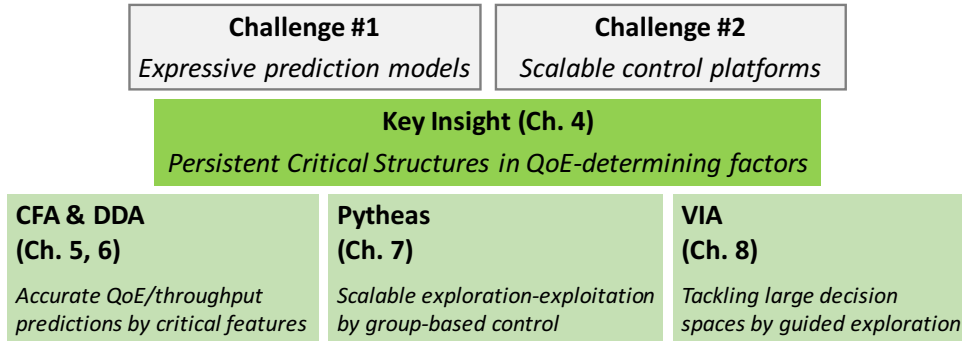 Challenge #1
Expressive prediction models
Challenge #2
Scalable control platforms
Key Insight (Ch. 4)
Persistent Critical Structures in QoE-determining factors
CFA & DDA
(Ch. 5, 6)
Accurate QoE/throughput
predictions by critical features
Pytheas
(Ch. 7)
Scalable exploration-exploitation
by group-based control
VIA
(Ch. 8)
Tackling large decision
spaces by guided exploration